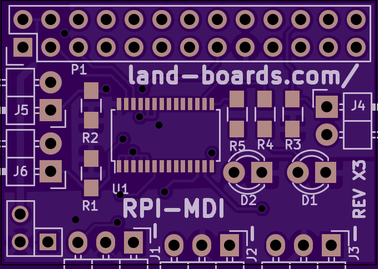 P1
land-boards.com/
J5
J4
R2
R5 R4 R3
J6
U1
D2 D1
R1
RPI-MDI
REV X3
J1
J2
J3